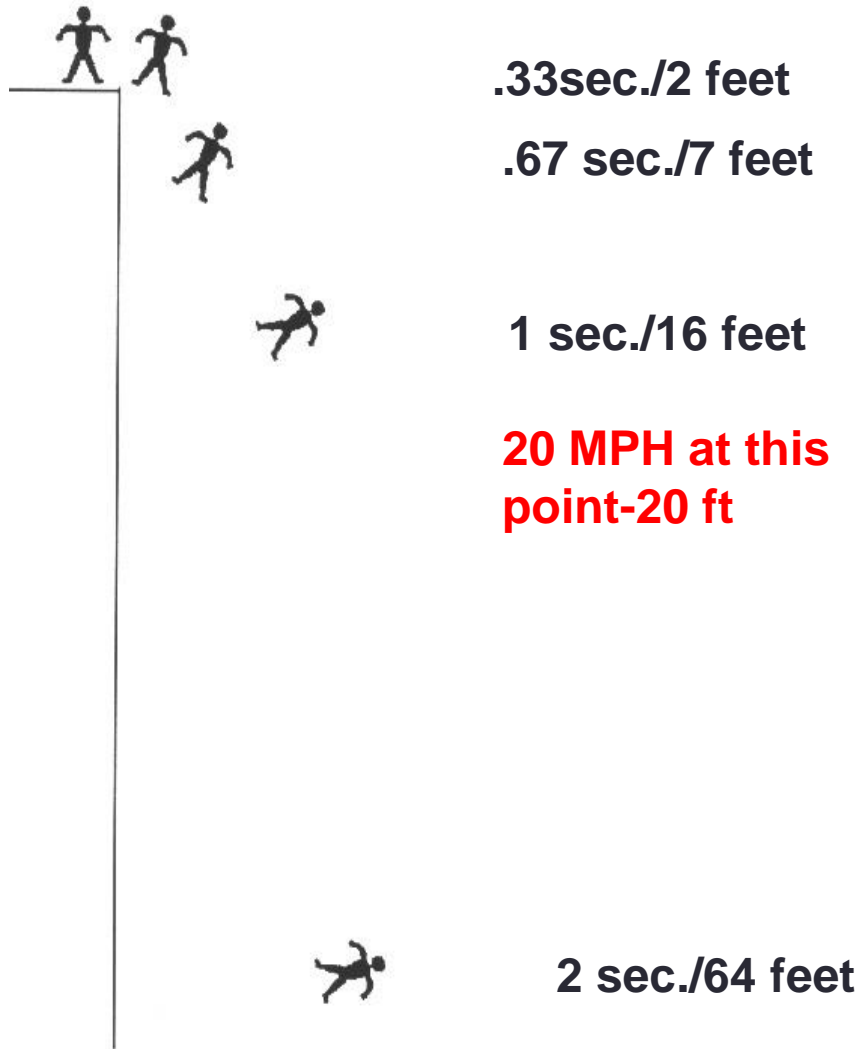 .33sec./2 feet
.67 sec./7 feet
1 sec./16 feet
20 MPH at this
point-20 ft
2 sec./64 feet